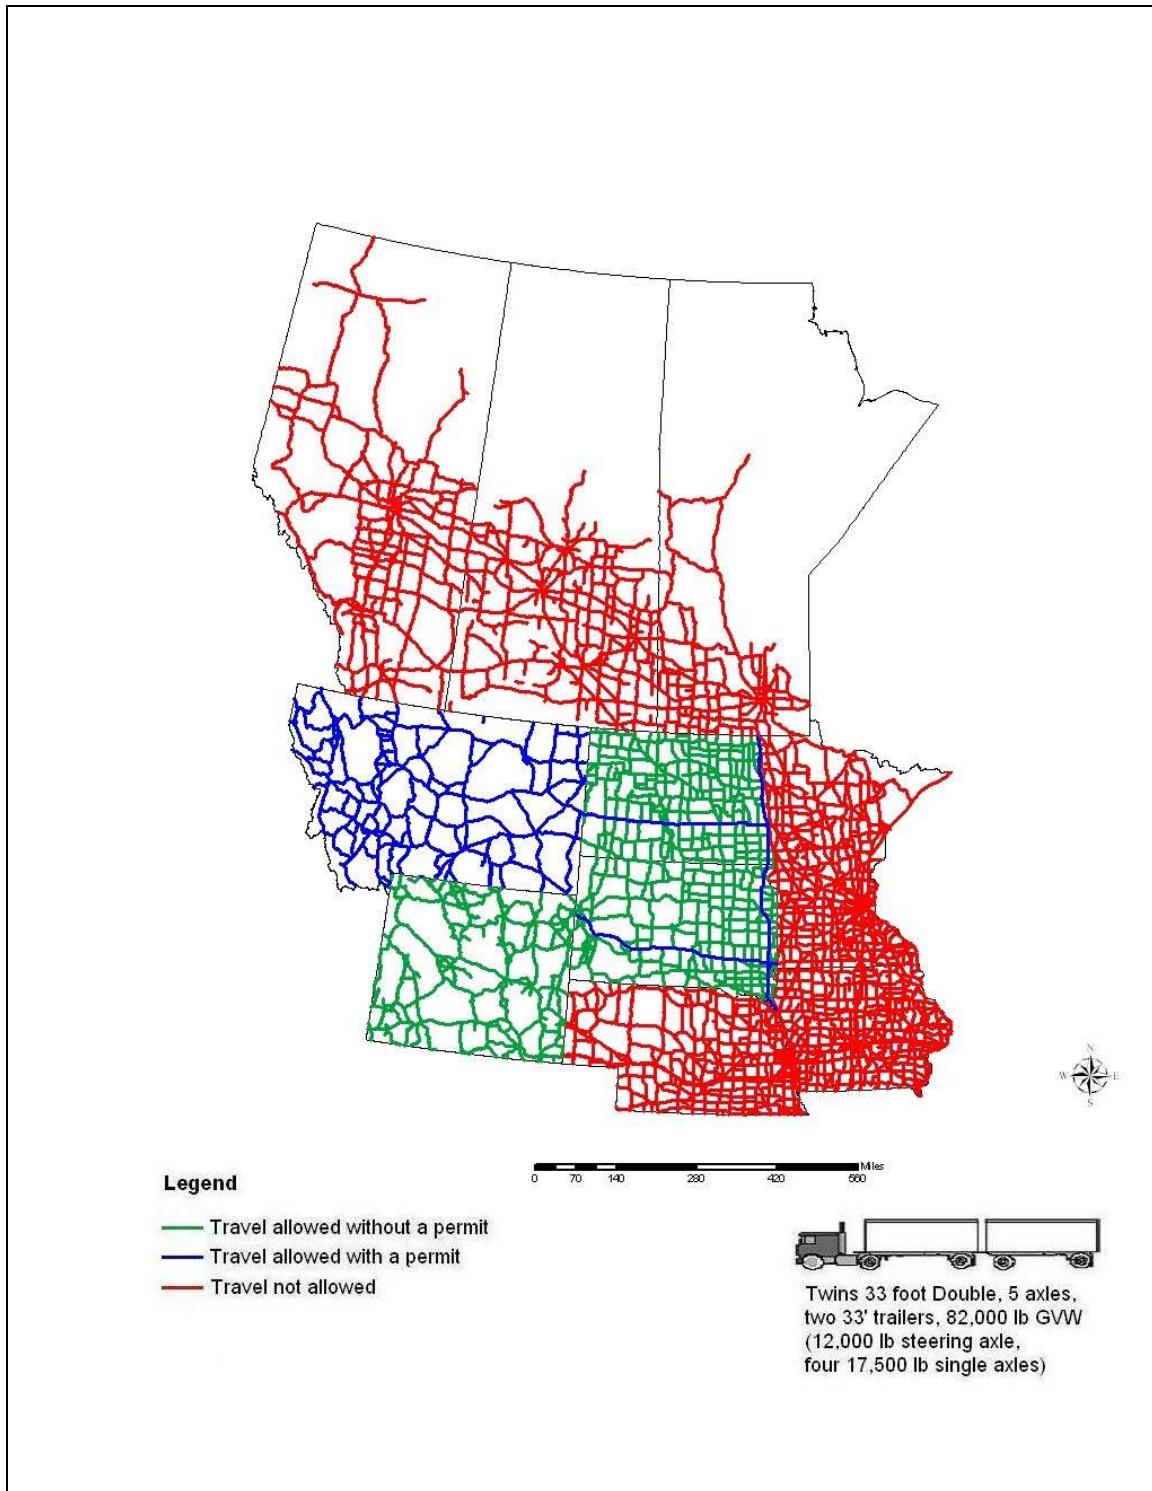 N
W E
S
Miles
0 70 140 280 420 560
Legend
Travel allowed without a permit
Travel allowed with a permit
Travel not allowed
Twins 33 foot Double, 5 axles,
two 33' trailers, 82,000 lb GVW
(12,000 lb steering axle,
four 17,500 lb single axles)